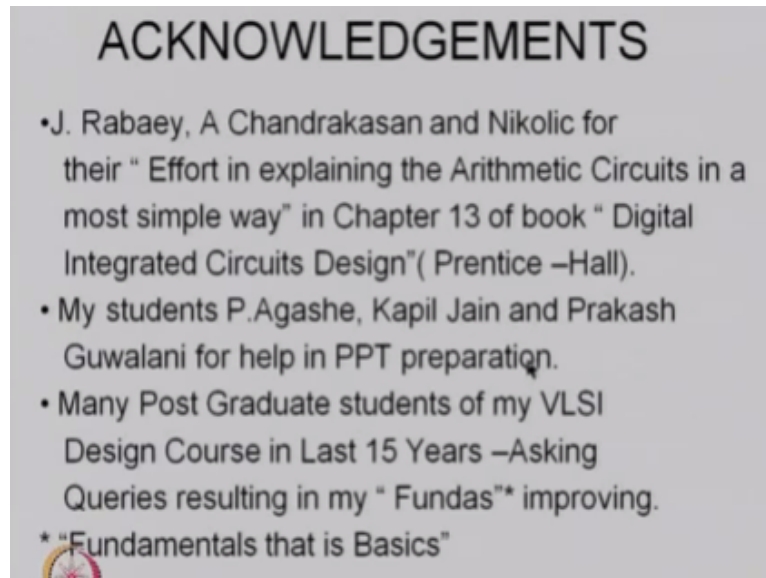 ACKNOWLEDGEMENTS
•J. Rabaey, A Chandrakasan and Nikolic for
their “ Effort in explaining the Arithmetic Circuits in a
most simple way” in Chapter 13 of book “ Digital
Integrated Circuits Design”( Prentice –Hall).
• My students P.Agashe, Kapil Jain and Prakash
Guwalani for help in PPT preparation.
• Many Post Graduate students of my VLSI
Design Course in Last 15 Years –Asking
Queries resulting in my “ Fundas”* improving.
* “Fundamentals that is Basics”